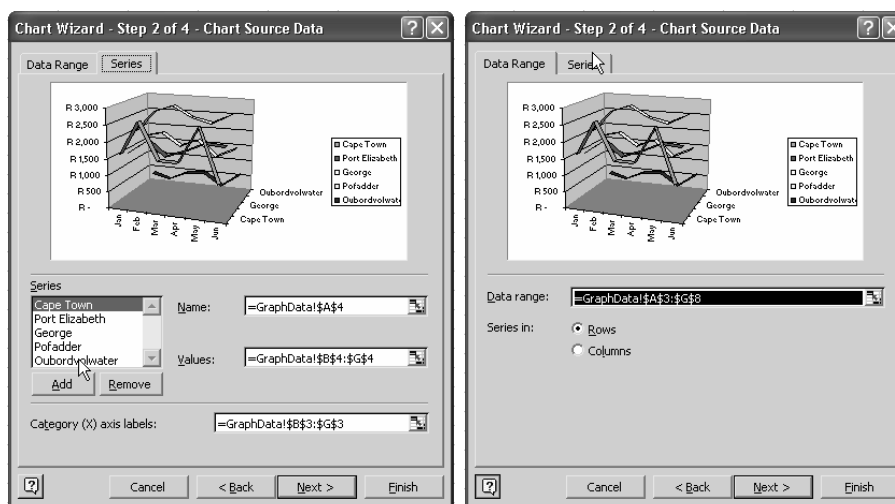 Chart Wizard - Step 2 of 4 - Chart Source Data
Data Range Series
R 3,000
R 2,500
R 2,000
R 1,500
R 1,000
R 500
R -
Jan Feb Mar Apr May Jun
Oubordvolwater
George
Cape Town
Cape Town
Port Elizabeth
George
Pofadder
Oubordvolwat
Series
Cape Town
Port Elizabeth
George
Pofadder
Oubordvolwater
Add Remove
Name: =GraphData!$A$4
Values: =GraphData!$B$4:$G$4
Category (X) axis labels: =GraphData!$B$3:$G$3
Cancel < Back Next > Finish
Chart Wizard - Step 2 of 4 - Chart Source Data
Data Range Series
R 3,000
R 2,500
R 2,000
R 1,500
R 1,000
R 500
R -
Jan Feb Mar Apr May Jun
Oubordvolwater
George
Cape Town
Cape Town
Port Elizabeth
George
Pofadder
Oubordvolwat
Data range: =GraphData!$A$3:$G$8
Series in: Rows
Columns
Cancel < Back Next > Finish